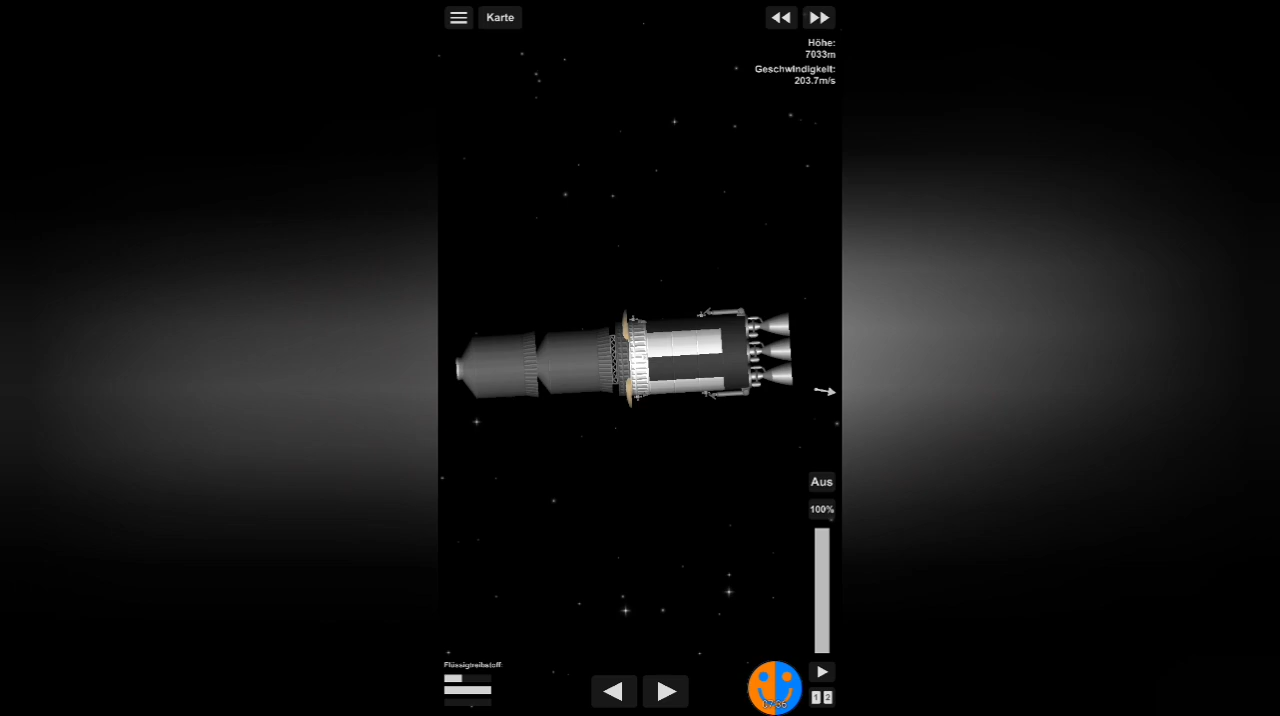 Karte
Höhe:
7033m
Geschwindigkeit:
203.7m/s
Aus
100%
Flüssigtreibstoff
1 2